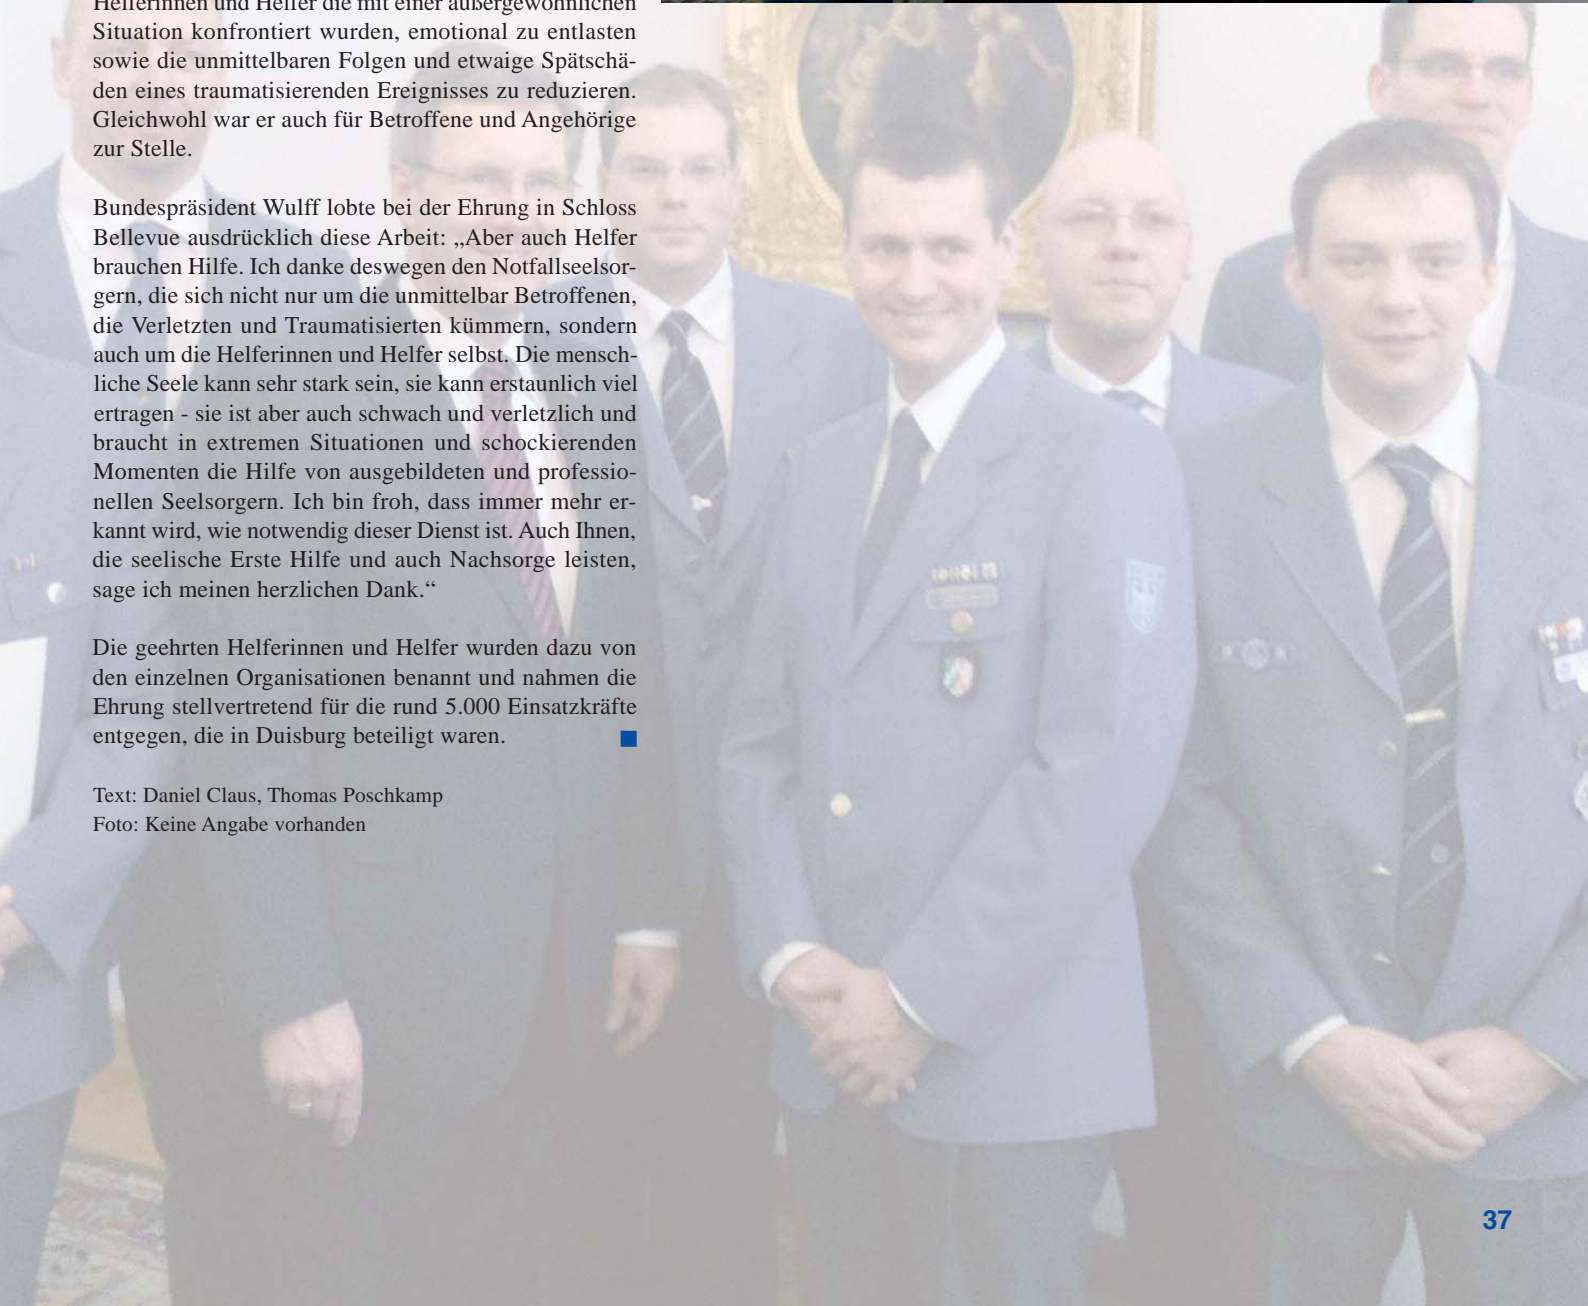 Helferinnen und Helfer die mit einer außergewöhnlichen
Situation konfrontiert wurden, emotional zu entlasten
sowie die unmittelbaren Folgen und etwaige Spätschä-
den eines traumatisierenden Ereignisses zu reduzieren.
Gleichwohl war er auch für Betroffene und Angehörige
zur Stelle.
Bundespräsident Wulff lobte bei der Ehrung in Schloss
Bellevue ausdrücklich diese Arbeit: „Aber auch Helfer
brauchen Hilfe. Ich danke deswegen den Notfallseelsor-
gern, die sich nicht nur um die unmittelbar Betroffenen,
die Verletzten und Traumatisierten kümmern, sondern
auch um die Helferinnen und Helfer selbst. Die mensch-
liche Seele kann sehr stark sein, sie kann erstaunlich viel
ertragen - sie ist aber auch schwach und verletzlich und
braucht in extremen Situationen und schockierenden
Momenten die Hilfe von ausgebildeten und professio-
nellen Seelsorgern. Ich bin froh, dass immer mehr er-
kannt wird, wie notwendig dieser Dienst ist. Auch Ihnen,
die seelische Erste Hilfe und auch Nachsorge leisten,
sage ich meinen herzlichen Dank.“
Die geehrten Helferinnen und Helfer wurden dazu von
den einzelnen Organisationen benannt und nahmen die
Ehrung stellvertretend für die rund 5.000 Einsatzkräfte
entgegen, die in Duisburg beteiligt waren.
Text: Daniel Claus, Thomas Poschkamp
Foto: Keine Angabe vorhanden
37